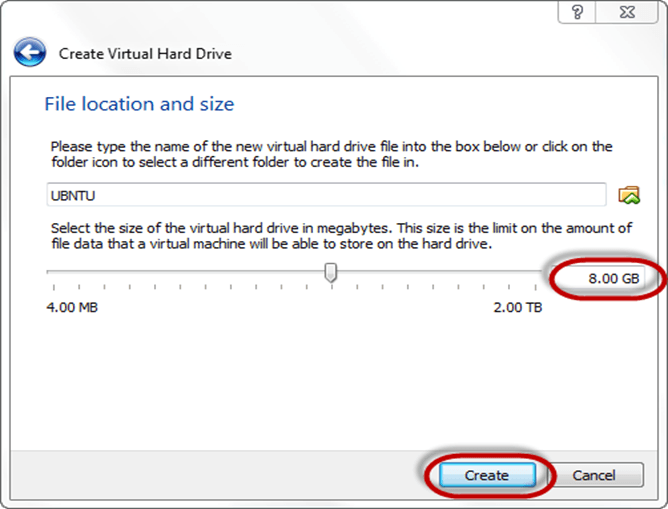 ?
Create Virtual Hard Drive
File location and size
Please type the name of the new virtual hard drive file into the box below or click on the
folder icon to select a different folder to create the file in.
UBNTU
Select the size of the virtual hard drive in megabytes. This size is the limit on the amount of
file data that a virtual machine will be able to store on the hard drive.
8.00 GB
4.00 MB 2.00 TB
Create Cancel